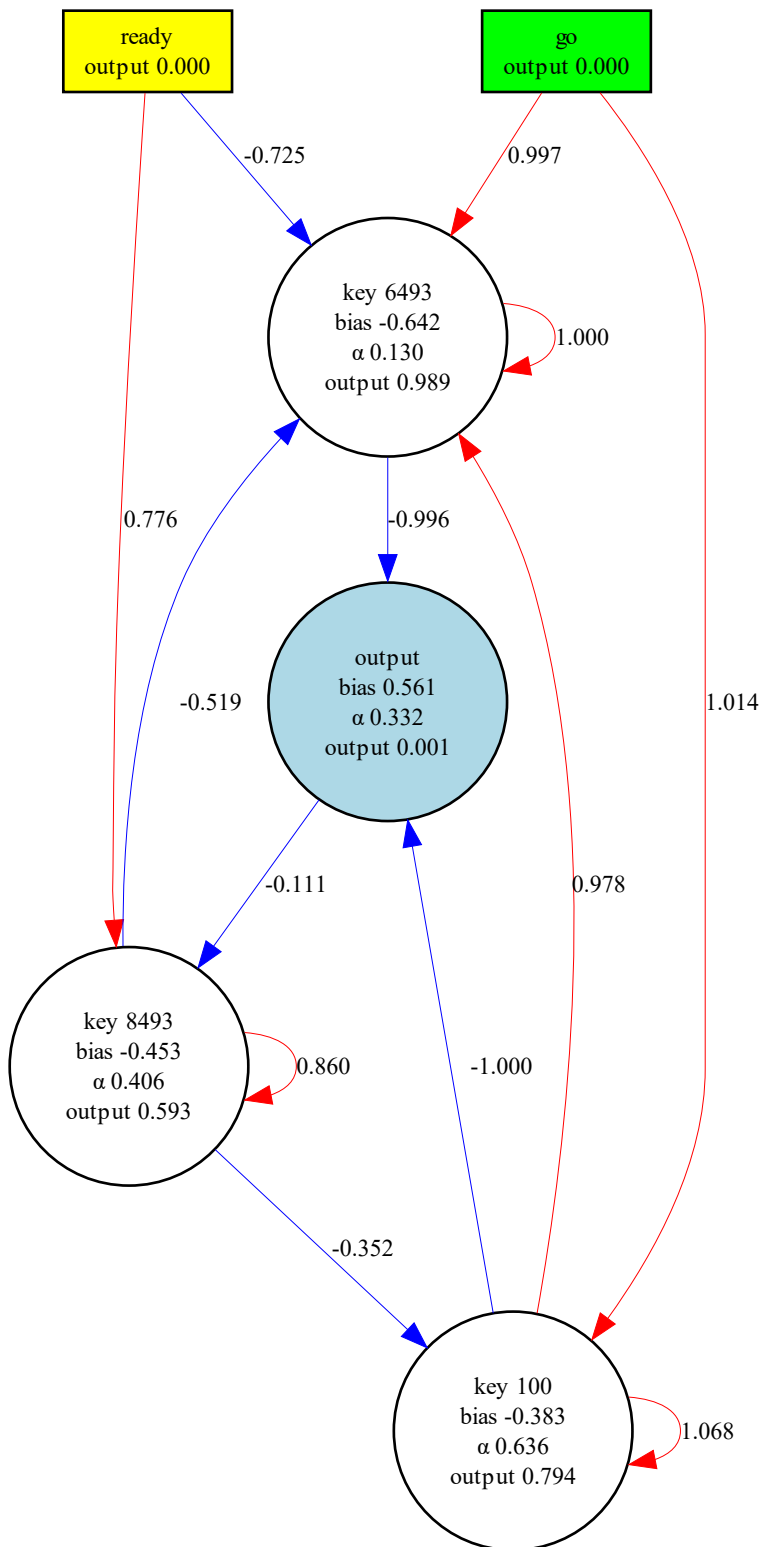 ready
output 0.000
go
output 0.000
-0.725
0.997
key 6493
bias -0.642
α 0.130
output 0.989
1.000
0.776
-0.996
-0.519
output
bias 0.561
α 0.332
output 0.001
1.014
-0.111
0.978
key 8493
bias -0.453
α 0.406
output 0.593
0.860
-1.000
-0.352
key 100
bias -0.383
α 0.636
output 0.794
1.068